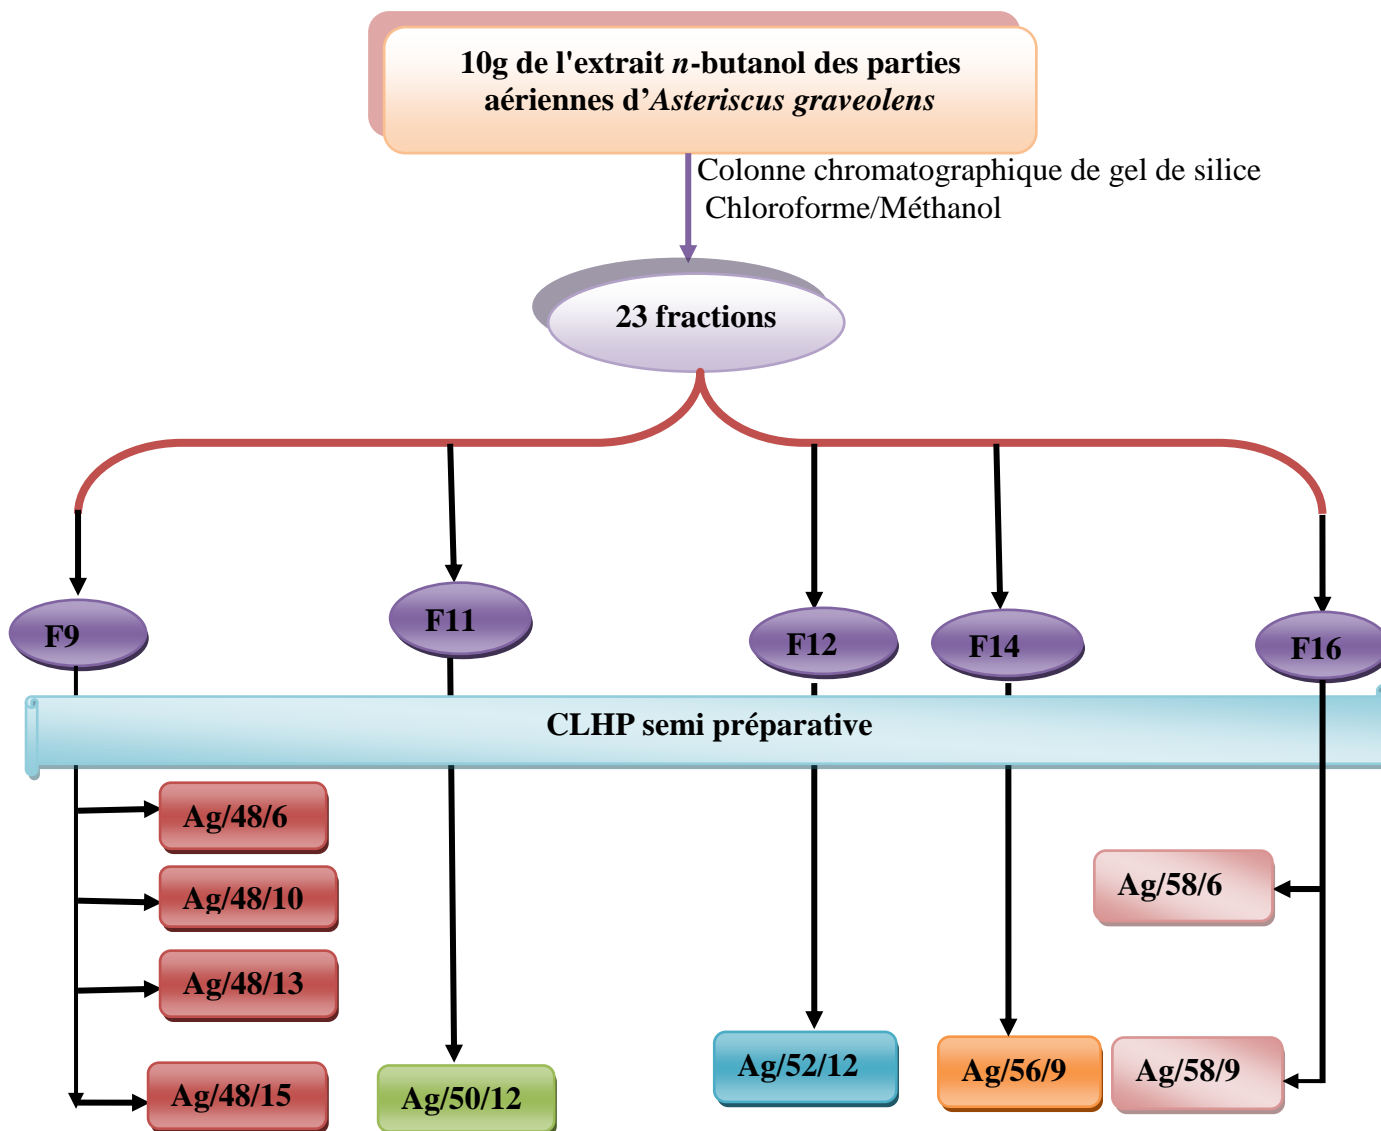 10g de l'extrait n-butanol des parties
aériennes d’Asteriscus graveolens
Colonne chromatographique de gel de silice
Chloroforme/Méthanol
23 fractions
F9
F11
F12
F14
F16
CLHP semi préparative
Ag/48/6
Ag/48/10
Ag/48/13
Ag/48/15
Ag/50/12
Ag/52/12
Ag/56/9
Ag/58/6
Ag/58/9